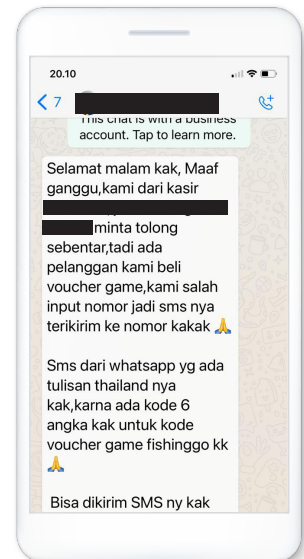 20.10
7
This chat is with a business
account. Tap to learn more.
Selamat malam kak, Maaf
ganggu,kami dari kasir
minta tolong
sebentar,tadi ada
pelanggan kami beli
voucher game,kami salah
input nomor jadi sms nya
terikirim ke nomor kakak 🙏
Sms dari whatsapp yg ada
tulisan thailand nya
kak,karna ada kode 6
angka kak untuk kode
voucher game fishinggo kk
🙏
Bisa dikirim SMS ny kak